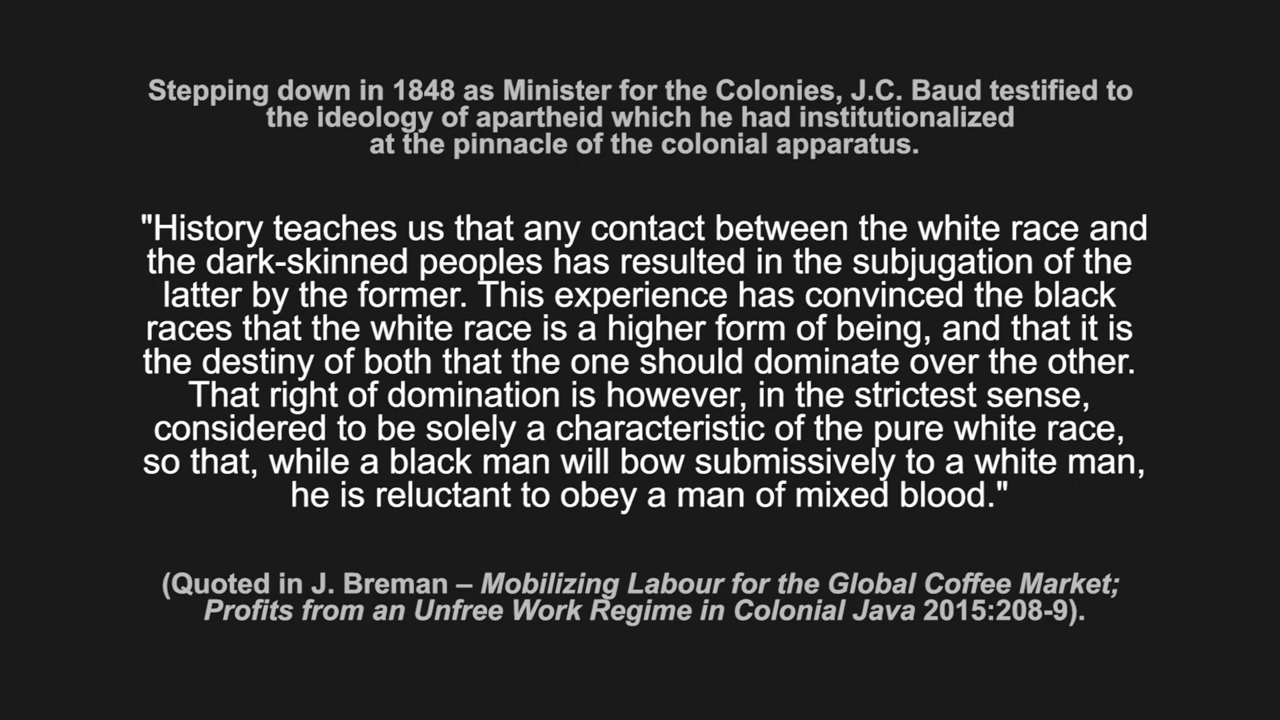 Stepping down in 1848 as Minister for the Colonies, J.C. Baud testified to
the ideology of apartheid which he had institutionalized
at the pinnacle of the colonial apparatus.
"History teaches us that any contact between the white race and
the dark-skinned peoples has resulted in the subjugation of the
latter by the former. This experience has convinced the black
races that the white race is a higher form of being, and that it is
the destiny of both that the one should dominate over the other.
That right of domination is however, in the strictest sense,
considered to be solely a characteristic of the pure white race,
so that, while a black man will bow submissively to a white man,
he is reluctant to obey a man of mixed blood."
(Quoted in J. Breman – Mobilizing Labour for the Global Coffee Market;
Profits from an Unfree Work Regime in Colonial Java 2015:208-9).